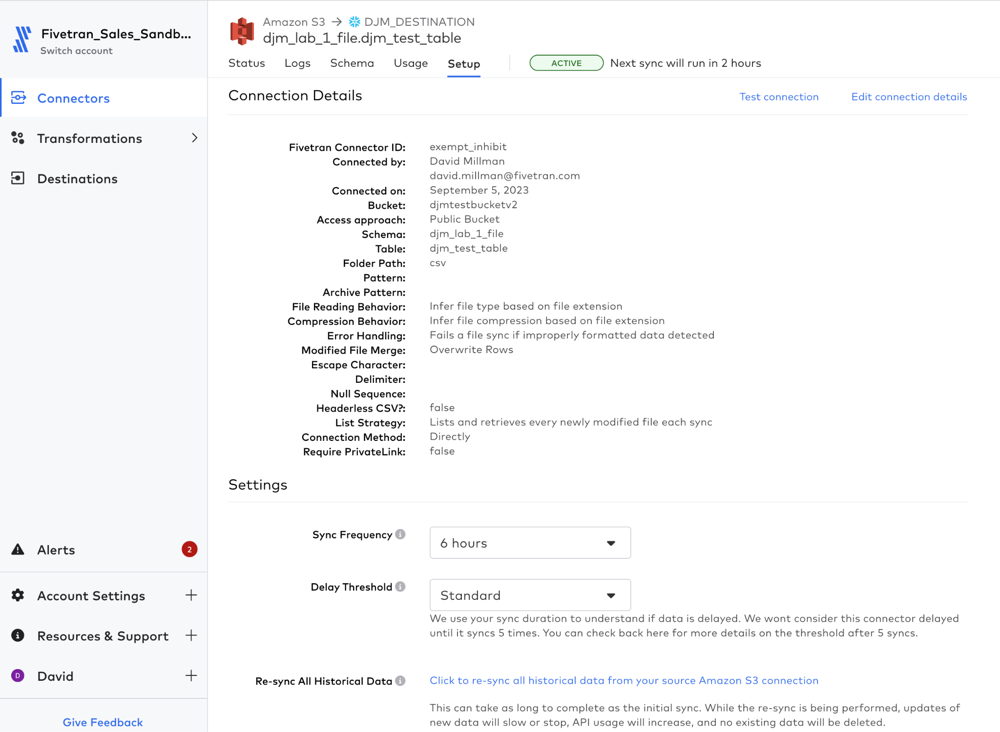 Fivetran_Sales_Sandb...
Switch account
Connectors
Transformations
Destinations
Alerts
2
Account Settings
Resources & Support
D
David
Give Feedback
Amazon S3 → DJM_DESTINATION
djm_lab_1_file.djm_test_table
Status Logs Schema Usage Setup ACTIVE Next sync will run in 2 hours
Connection Details Test connection Edit connection details
Fivetran Connector ID: exempt_inhibit
Connected by: David Millman
david.millman@fivetran.com
Connected on: September 5, 2023
Bucket: djmtestbucketv2
Access approach: Public Bucket
Schema: djm_lab_1_file
Table: djm_test_table
Folder Path: csv
Pattern:
Archive Pattern:
File Reading Behavior: Infer file type based on file extension
Compression Behavior: Infer file compression based on file extension
Error Handling: Fails a file sync if improperly formatted data detected
Modified File Merge: Overwrite Rows
Escape Character:
Delimiter:
Null Sequence:
Headerless CSV?: false
List Strategy: Lists and retrieves every newly modified file each sync
Connection Method: Directly
Require PrivateLink: false
Settings
Sync Frequency 6 hours
Delay Threshold Standard
We use your sync duration to understand if data is delayed. We wont consider this connector delayed
until it syncs 5 times. You can check back here for more details on the threshold after 5 syncs.
Re-sync All Historical Data Click to re-sync all historical data from your source Amazon S3 connection
This can take as long to complete as the initial sync. While the re-sync is being performed, updates of
new data will slow or stop, API usage will increase, and no existing data will be deleted.